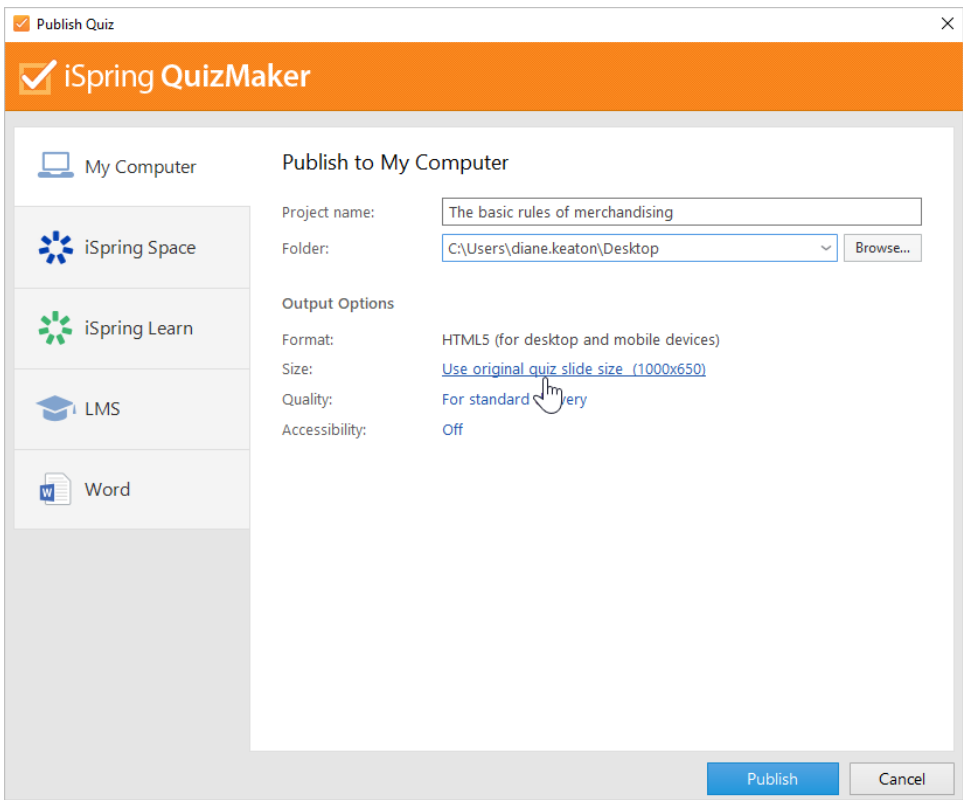 Publish Quiz
iSpring QuizMaker
My Computer
iSpring Space
iSpring Learn
LMS
W
Word
Publish to My Computer
Project name: The basic rules of merchandising
Folder: C:\Users\diane.keaton\Desktop Browse...
Output Options
Format: HTML5 (for desktop and mobile devices)
Size: Use original quiz slide size (1000x650)
Quality: For standard very
Accessibility: Off
Publish Cancel